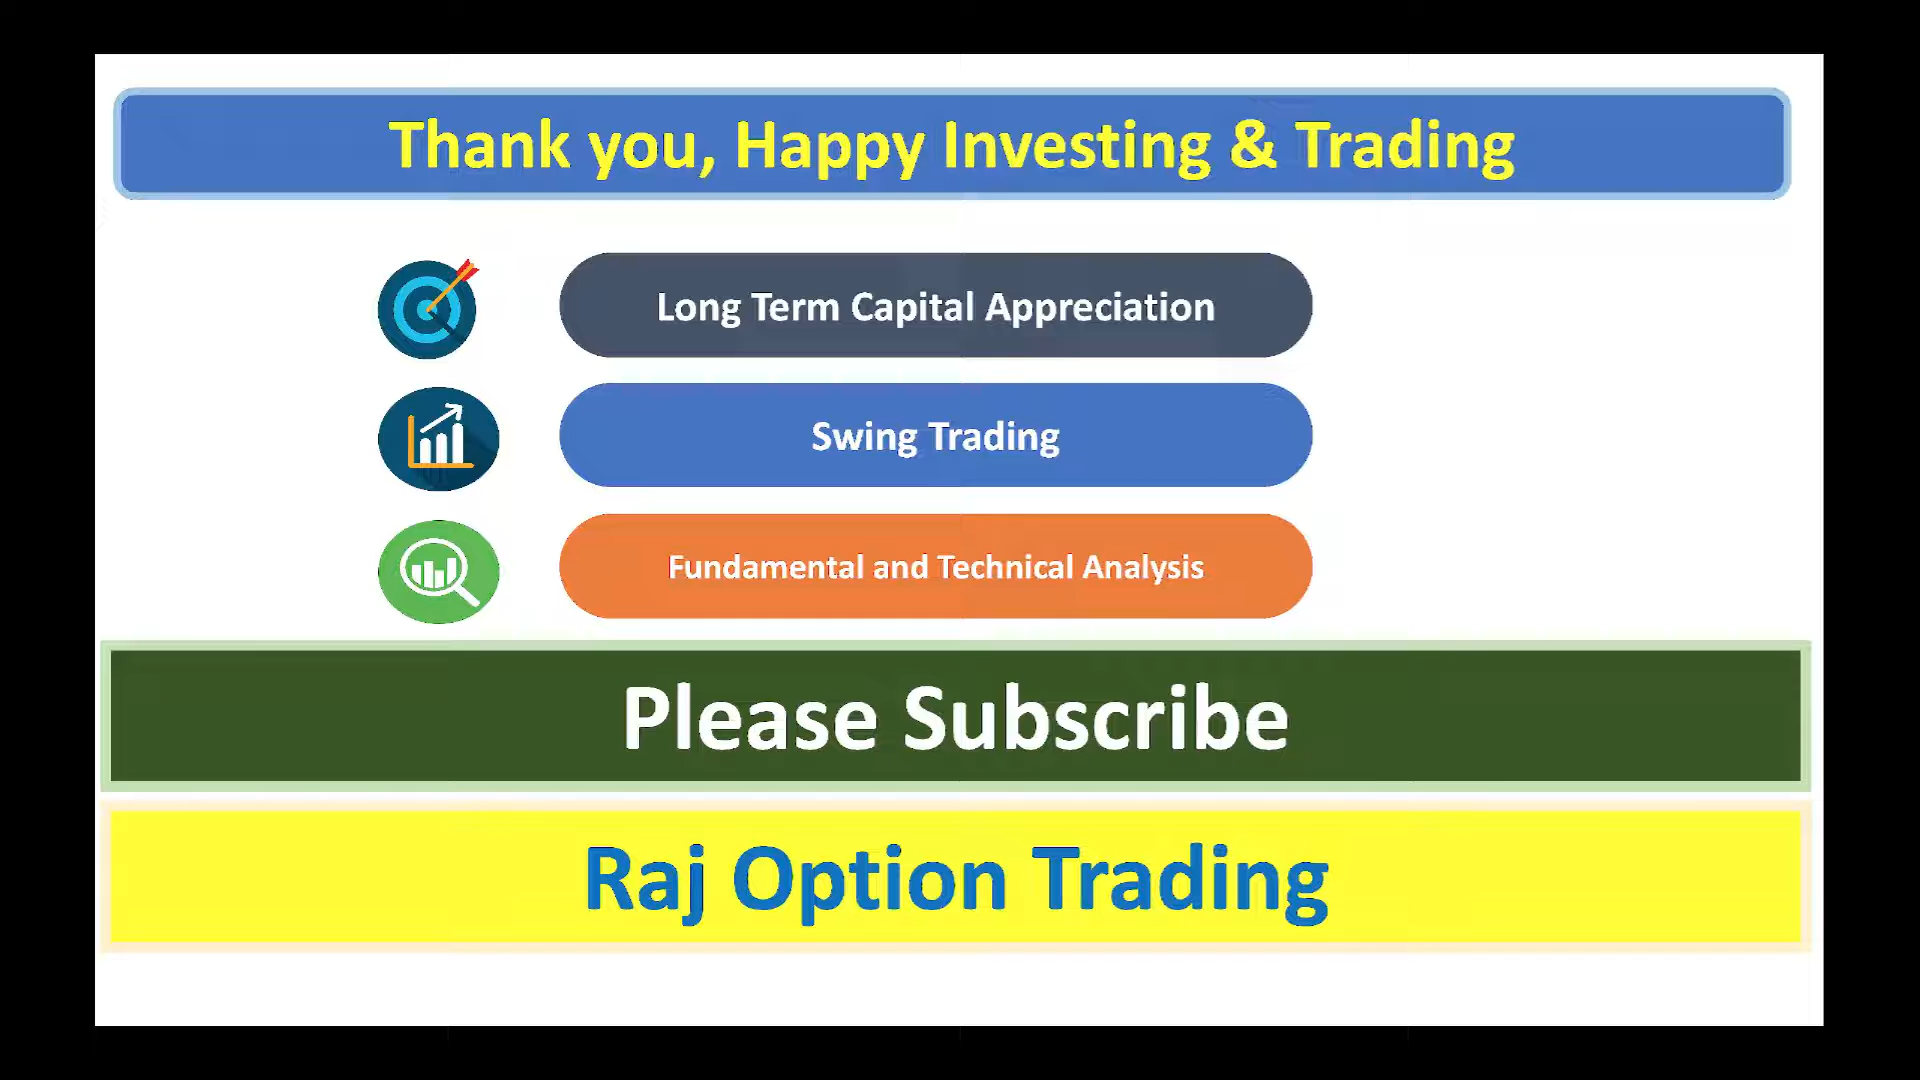 Thank you, Happy Investing & Trading
Long Term Capital Appreciation
Swing Trading
Fundamental and Technical Analysis
Please Subscribe
Raj Option Trading